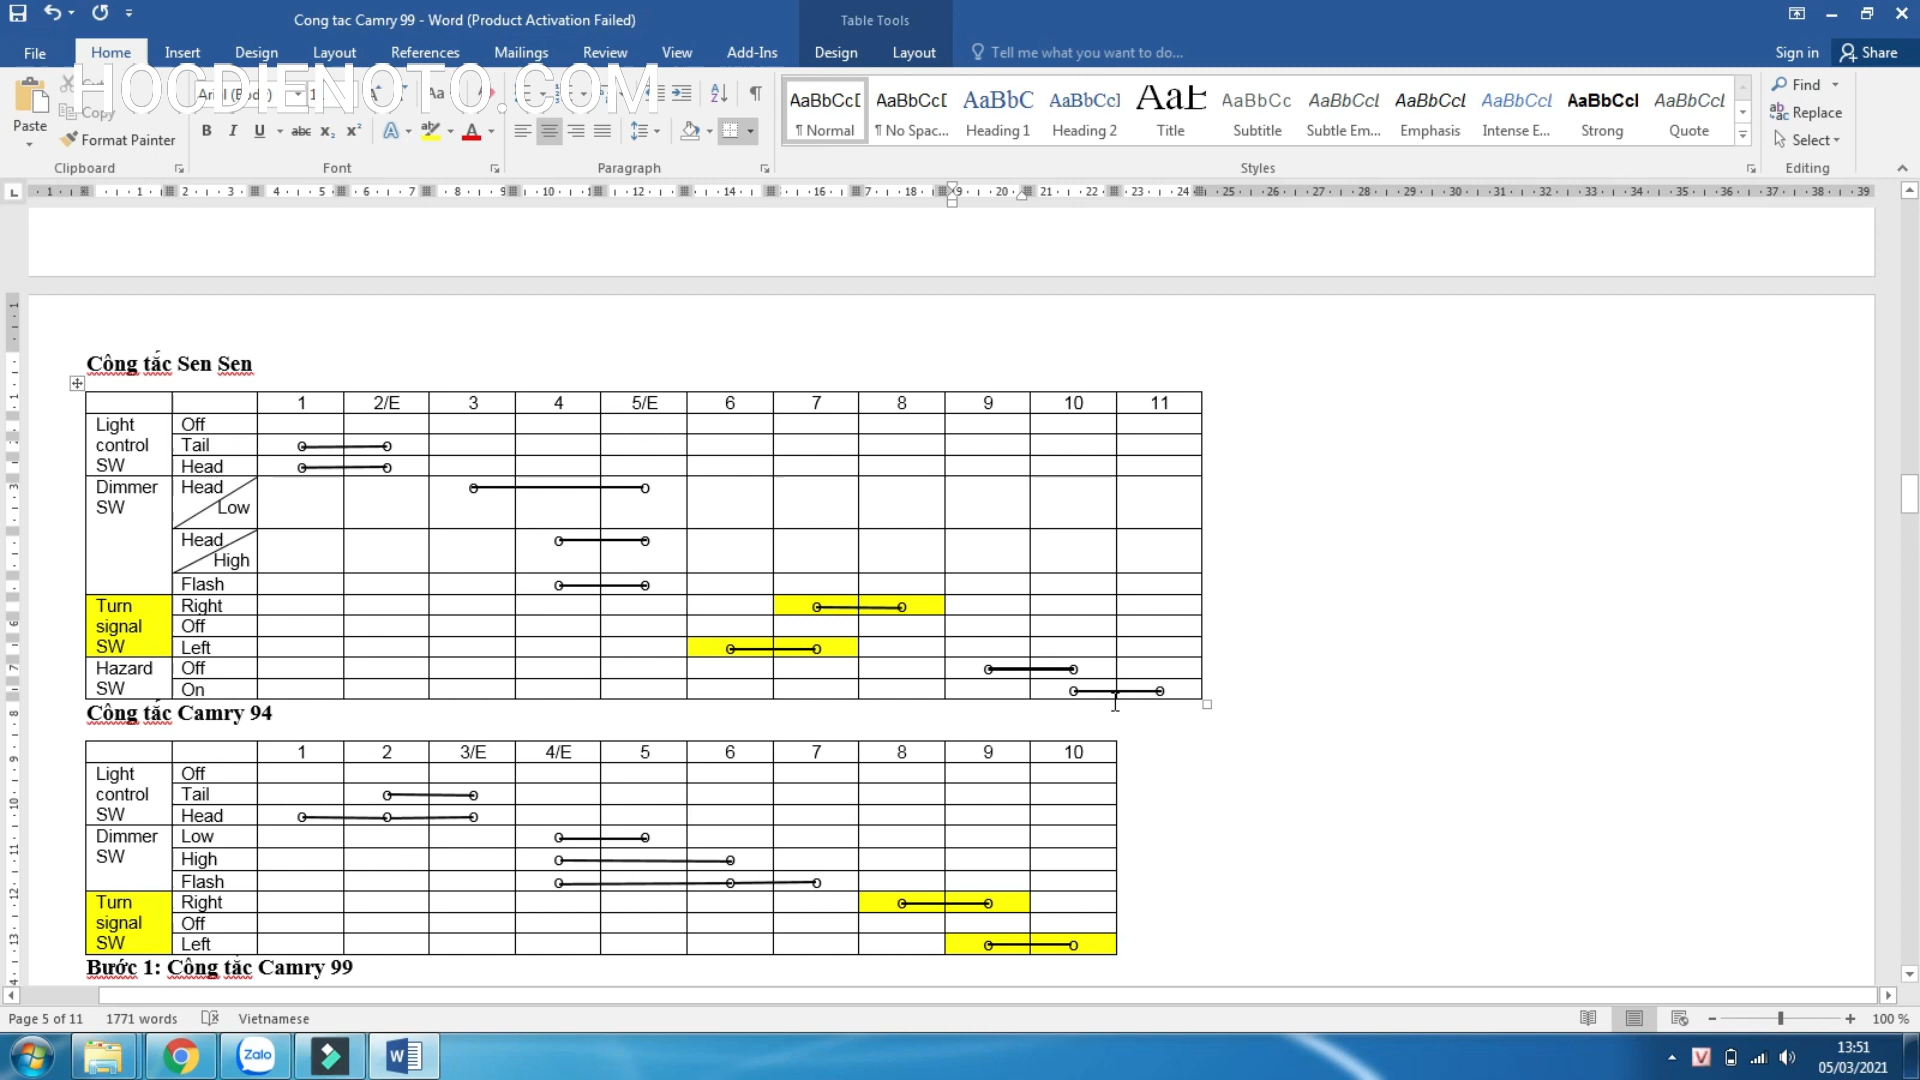 Cong tac Camry 99 - Word (Product Activation Failed)
Table Tools
File Home Insert Design Layout References Mailings Review View Add-Ins Design Layout Tell me what you want to do... Sign in Share
HOCDIENOTO.COM
Paste
Cut
Copy
Format Painter
Clipboard
Font
Paragraph
AaBbCcD AaBbCcD AaBbC AaBbCcI AaB AaBbCc AaBbCcL AaBbCcL AaBbCcL AaBbCcI AaBbCcL
¶ Normal ¶ No Spac... Heading 1 Heading 2 Title Subtitle Subtle Em... Emphasis Intense E... Strong Quote
Styles
Find
Replace
Select
Editing
Công tắc Sen Sen
1 2/E 3 4 5/E 6 7 8 9 10 11
Light control SW
Off
Tail
Head
Dimmer SW
Head Low
Head High
Flash
Turn signal SW
Right
Off
Left
Hazard SW
Off
On
Công tắc Camry 94
1 2 3/E 4/E 5 6 7 8 9 10
Light control SW
Off
Tail
Head
Dimmer SW
Low
High
Flash
Turn signal SW
Right
Off
Left
Bước 1: Công tắc Camry 99
Page 5 of 11 1771 words Vietnamese 100 %
Zalo
13:51
05/03/2021